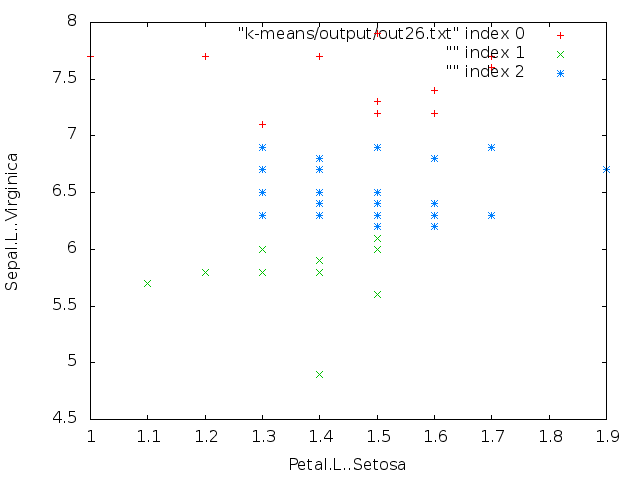 "k-means/output/out26.txt" index 0
"" index 1
"" index 2
8
7.5
7
6.5
6
5.5
5
4.5
Sepal.L..Virginica
1 1.1 1.2 1.3 1.4 1.5 1.6 1.7 1.8 1.9
Petal.L..Setosa